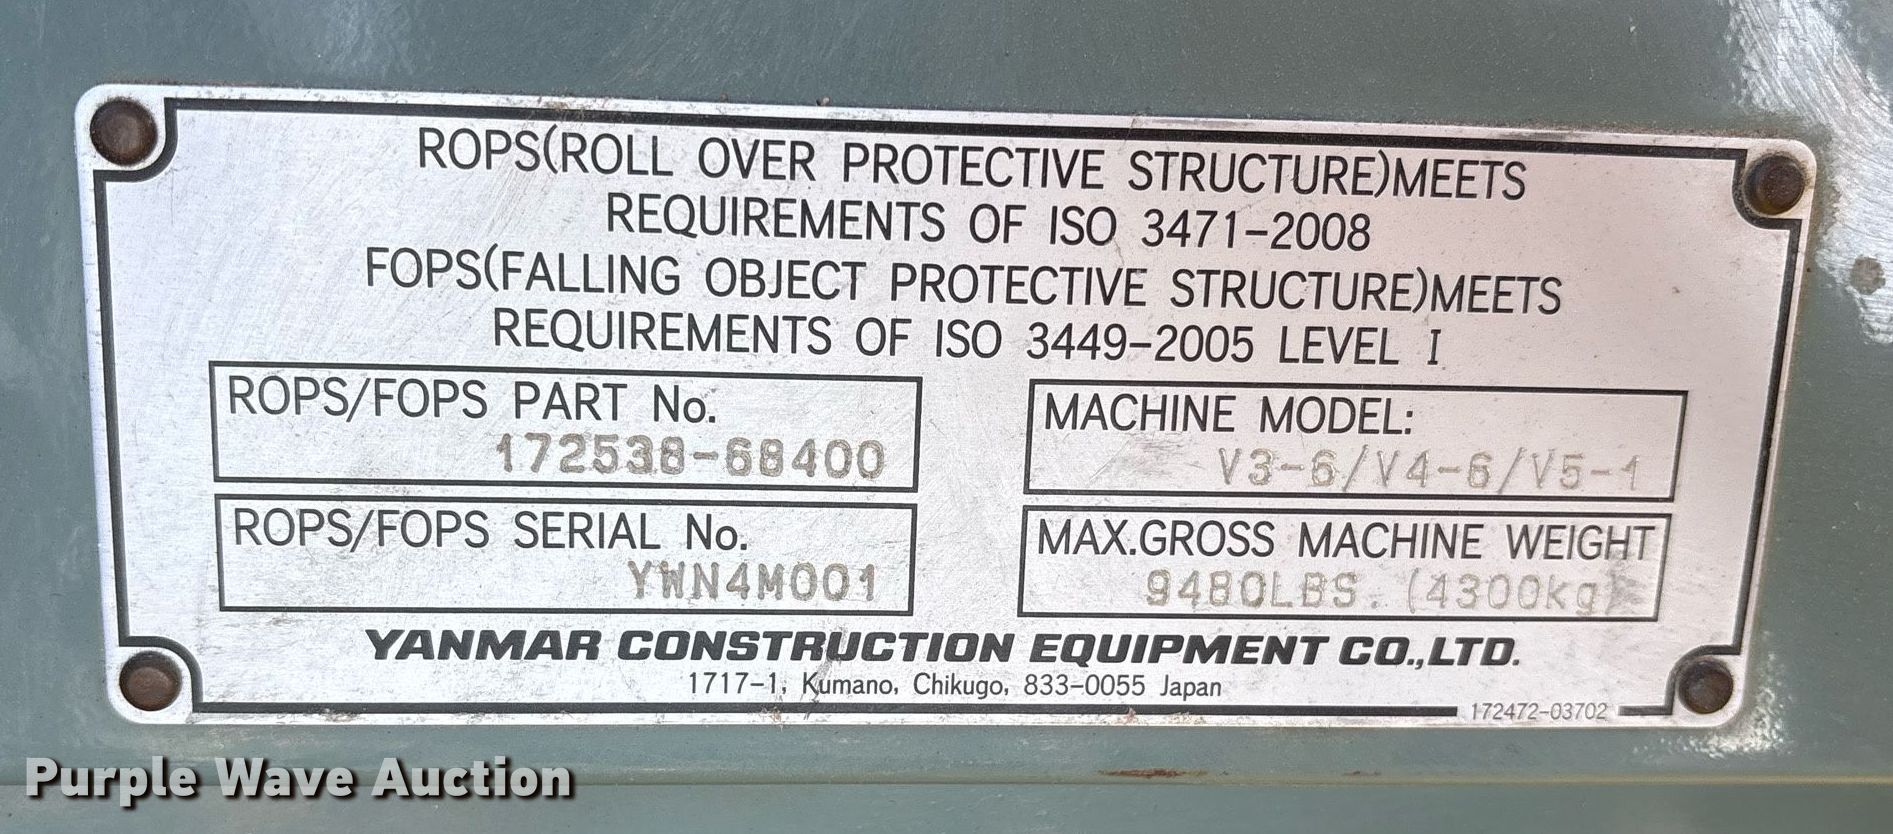 ROPS(ROLL OVER PROTECTIVE STRUCTURE)MEETS
REQUIREMENTS OF ISO 3471-2008
FOPS(FALLING OBJECT PROTECTIVE STRUCTURE)MEETS
REQUIREMENTS OF ISO 3449-2005 LEVEL I
ROPS/FOPS PART No.
172538-68400
MACHINE MODEL:
V3-6/V4-6/V5-1
ROPS/FOPS SERIAL No.
YWN4M001
MAX.GROSS MACHINE WEIGHT
9480LBS.(4300kg)
YANMAR CONSTRUCTION EQUIPMENT CO.,LTD.
1717-1, Kumano, Chikugo, 833-0055 Japan
172472-03702
Purple Wave Auction